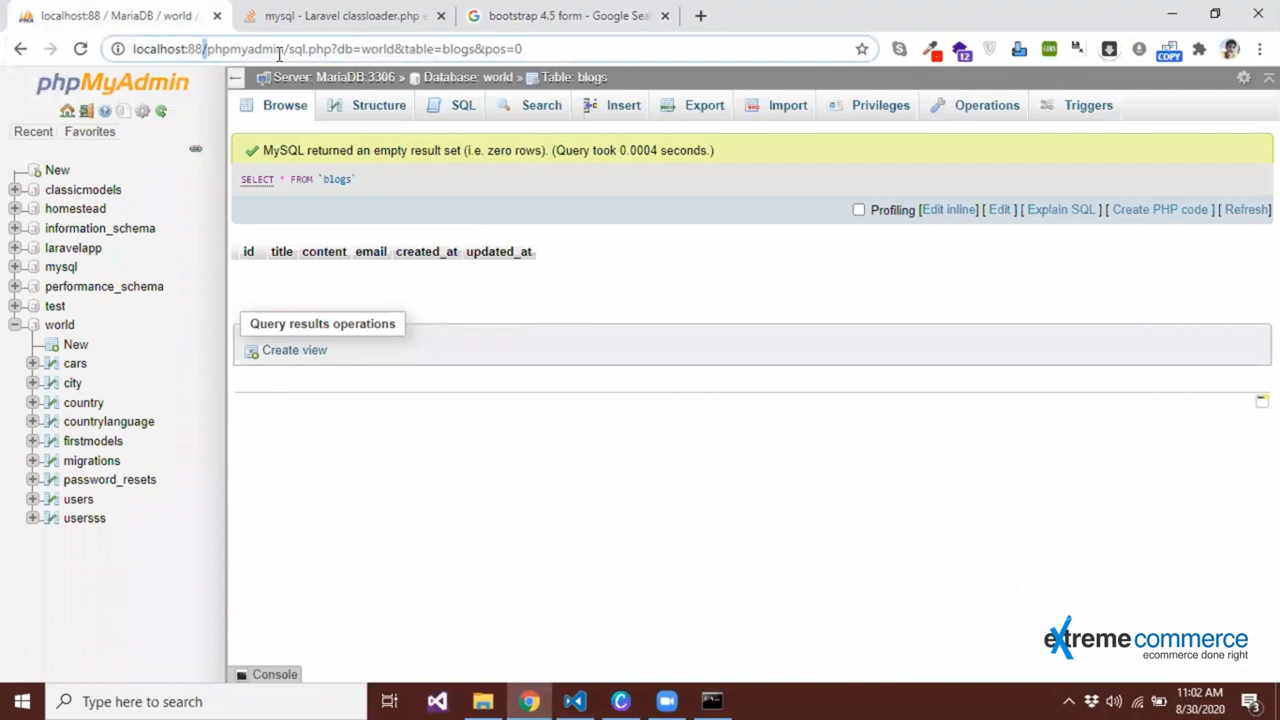 localhost:88 / MariaDB / world /
mysql - Laravel classloader.php e
bootstrap 4.5 form - Google Sea
localhost:88/phpmyadmin/sql.php?db=world&table=blogs&pos=0
12
COPY
phpMyAdmin
Server: MariaDB:3306 » Database: world » Table: blogs
Browse
Structure
SQL
Search
Insert
Export
Import
Privileges
Operations
Triggers
Recent
Favorites
MySQL returned an empty result set (i.e. zero rows). (Query took 0.0004 seconds.)
SELECT * FROM `blogs`
Profiling [Edit inline] [ Edit ] [ Explain SQL ] [ Create PHP code ] [ Refresh]
id title content email created_at updated_at
Query results operations
Create view
New
classicmodels
homestead
information_schema
laravelapp
mysql
performance_schema
test
world
New
cars
city
country
countrylanguage
firstmodels
migrations
password_resets
users
usersss
extreme commerce
ecommerce done right
Console
Type here to search
11:02 AM
8/30/2020
3